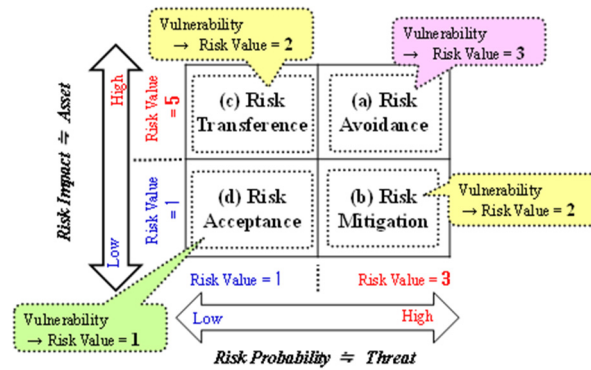 Vulnerability
→ Risk Value = 2
Vulnerability
→ Risk Value = 3
Risk Impact ≒ Asset
High
Low
Risk Value
= 5
Risk Value
= 1
(c) Risk
Transference
(a) Risk
Avoidance
(d) Risk
Acceptance
(b) Risk
Mitigation
Vulnerability
→ Risk Value = 2
Vulnerability
→ Risk Value = 1
Risk Value = 1
Risk Value = 3
Low
High
Risk Probability ≒ Threat